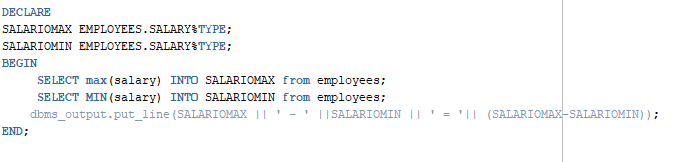 DECLARE
SALARIOMAX EMPLOYEES.SALARY%TYPE;
SALARIOMIN EMPLOYEES.SALARY%TYPE;
BEGIN
SELECT max(salary) INTO SALARIOMAX from employees;
SELECT MIN(salary) INTO SALARIOMIN from employees;
dbms_output.put_line(SALARIOMAX || ' - ' ||SALARIOMIN || ' = '|| (SALARIOMAX-SALARIOMIN));
END;